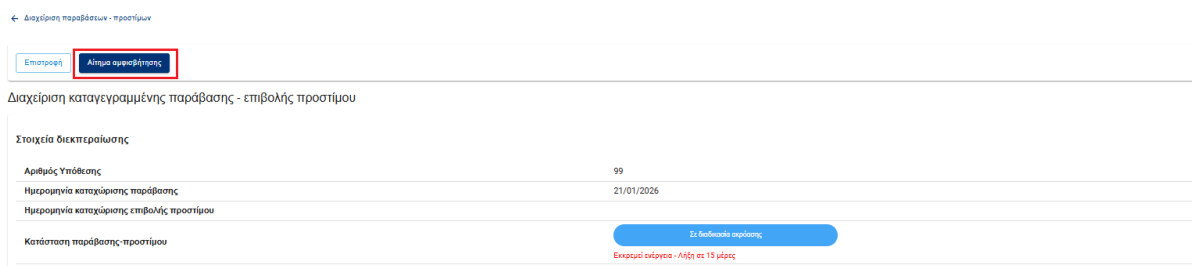 ← Διαχείριση παραβάσεων - προστίμων
Επιστροφή Αίτημα αμφισβήτησης
Διαχείριση καταγεγραμμένης παράβασης - επιβολής προστίμου
Στοιχεία διεκπεραίωσης
Αριθμός Υπόθεσης 99
Ημερομηνία καταχώρισης παράβασης 21/01/2026
Ημερομηνία καταχώρισης επιβολής προστίμου
Κατάσταση παράβασης-προστίμου Σε διαδικασία ακρόασης
Εκκρεμεί ενέργεια - Λήξη σε 15 μέρες